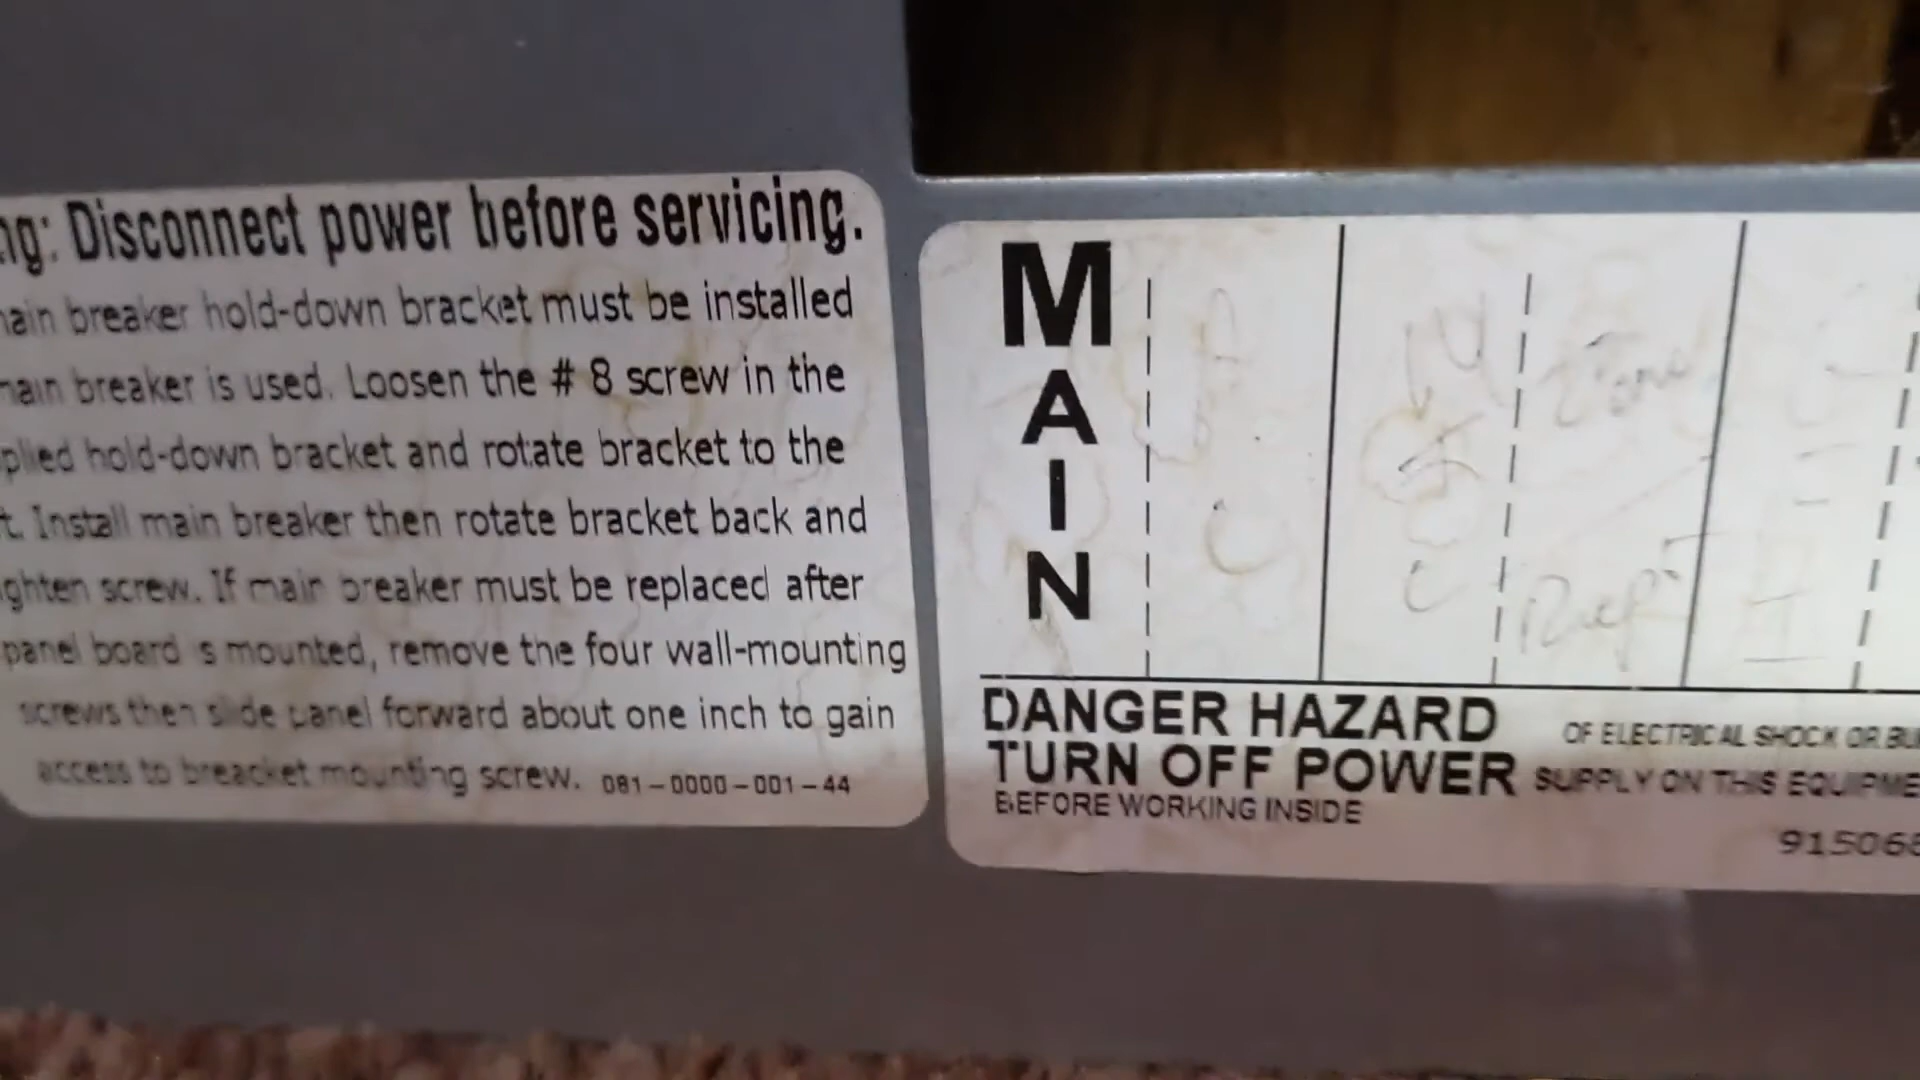 ng: Disconnect power before servicing.
main breaker hold-down bracket must be installed
main breaker is used. Loosen the # 8 screw in the
plied hold-down bracket and rotate bracket to the
t. Install main breaker then rotate bracket back and
ghten screw. If main breaker must be replaced after
panel board is mounted, remove the four wall-mounting
screws then slide panel forward about one inch to gain
access to breacket mounting screw. 081-0000-001-44
MAIN
DANGER HAZARD OF ELECTRICAL SHOCK OR BU
TURN OFF POWER SUPPLY ON THIS EQUIPME
BEFORE WORKING INSIDE
915068